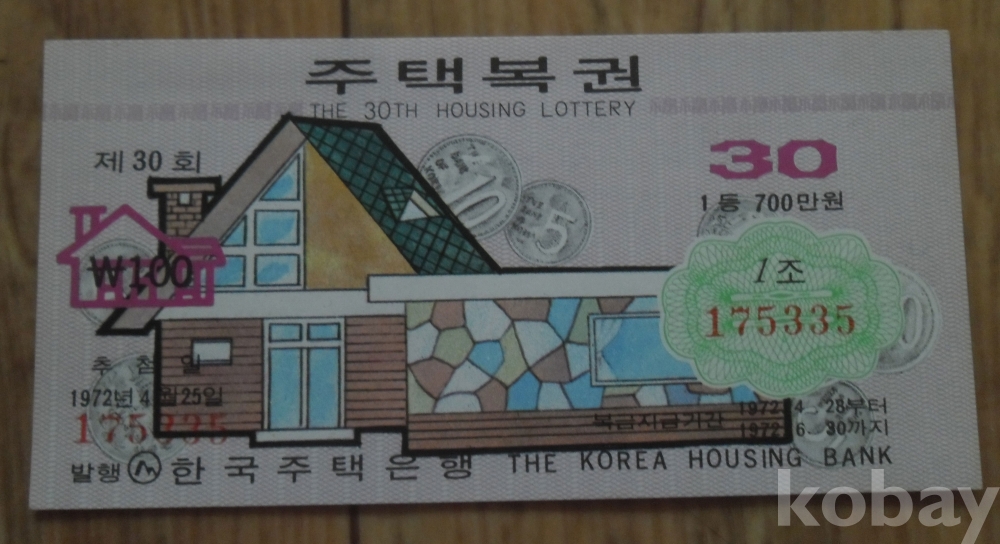 주택복권
THE 30TH HOUSING LOTTERY
제 30 회
30
1등 700만원
₩100
1조
175335
추첨일
1972년 4월25일
175335
복금지급기간 1972. 4. 28부터
1972. 6. 30까지
발행 한국주택은행 THE KOREA HOUSING BANK
10
5
kobay